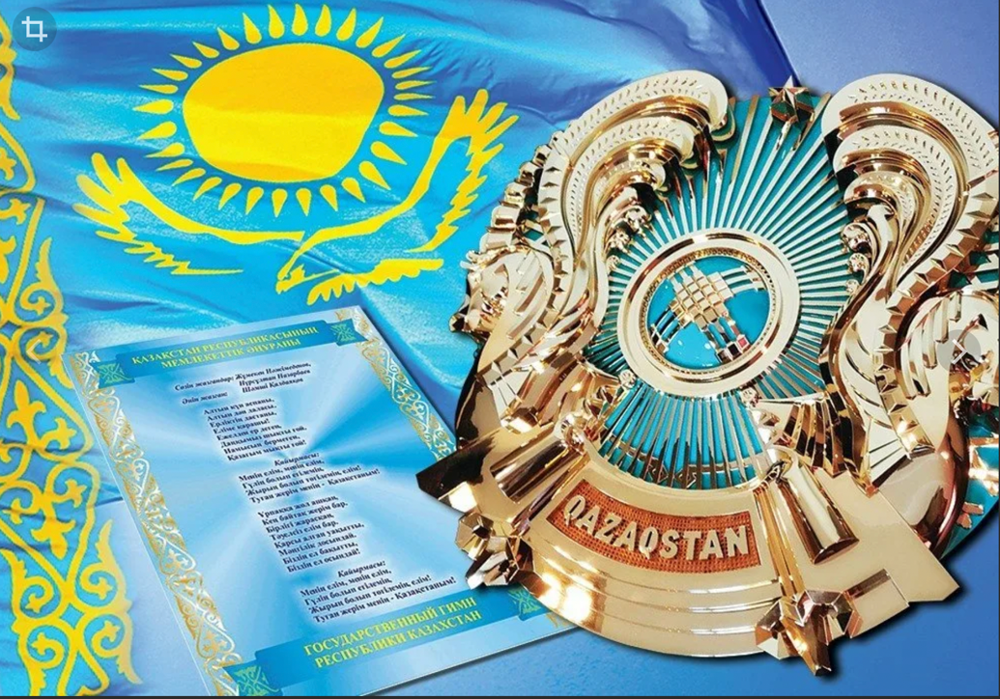 ҚАЗАҚСТАН РЕСПУБЛИКАСЫНЫҢ
МЕМЛЕКЕТТІК ӘНҰРАНЫ
Сөзін жазғандар: Жұмекен Нәжімеденов,
Нұрсұлтан Назарбаев
Әнін жазған: Шәмші Қалдаяқов
Алтын күн аспаны,
Алтын дән даласы,
Ерліктің дастаны,
Еліме қарашы!
Ежелден ер деген,
Даңқымыз шықты ғой,
Намысын бермеген,
Қазағым мықты ғой!
Қайырмасы:
Менің елім, менің елім,
Гүлің болып егілемін,
Жырың болып төгілемін, елім!
Туған жерім менің - Қазақстаным!
Ұрпаққа жол ашқан,
Кең байтақ жерім бар,
Бірлігі жарасқан,
Тәуелсіз елім бар.
Қарсы алған уақытты,
Мәңгілік досындай,
Біздің ел бақытты,
Біздің ел осындай!
Қайырмасы:
Менің елім, менің елім,
Гүлің болып егілемін,
Жырың болып төгілемін, елім!
Туған жерім менің - Қазақстаным!
ГОСУДАРСТВЕННЫЙ ГИМН
РЕСПУБЛИКИ КАЗАХСТАН
QAZAQSTAN